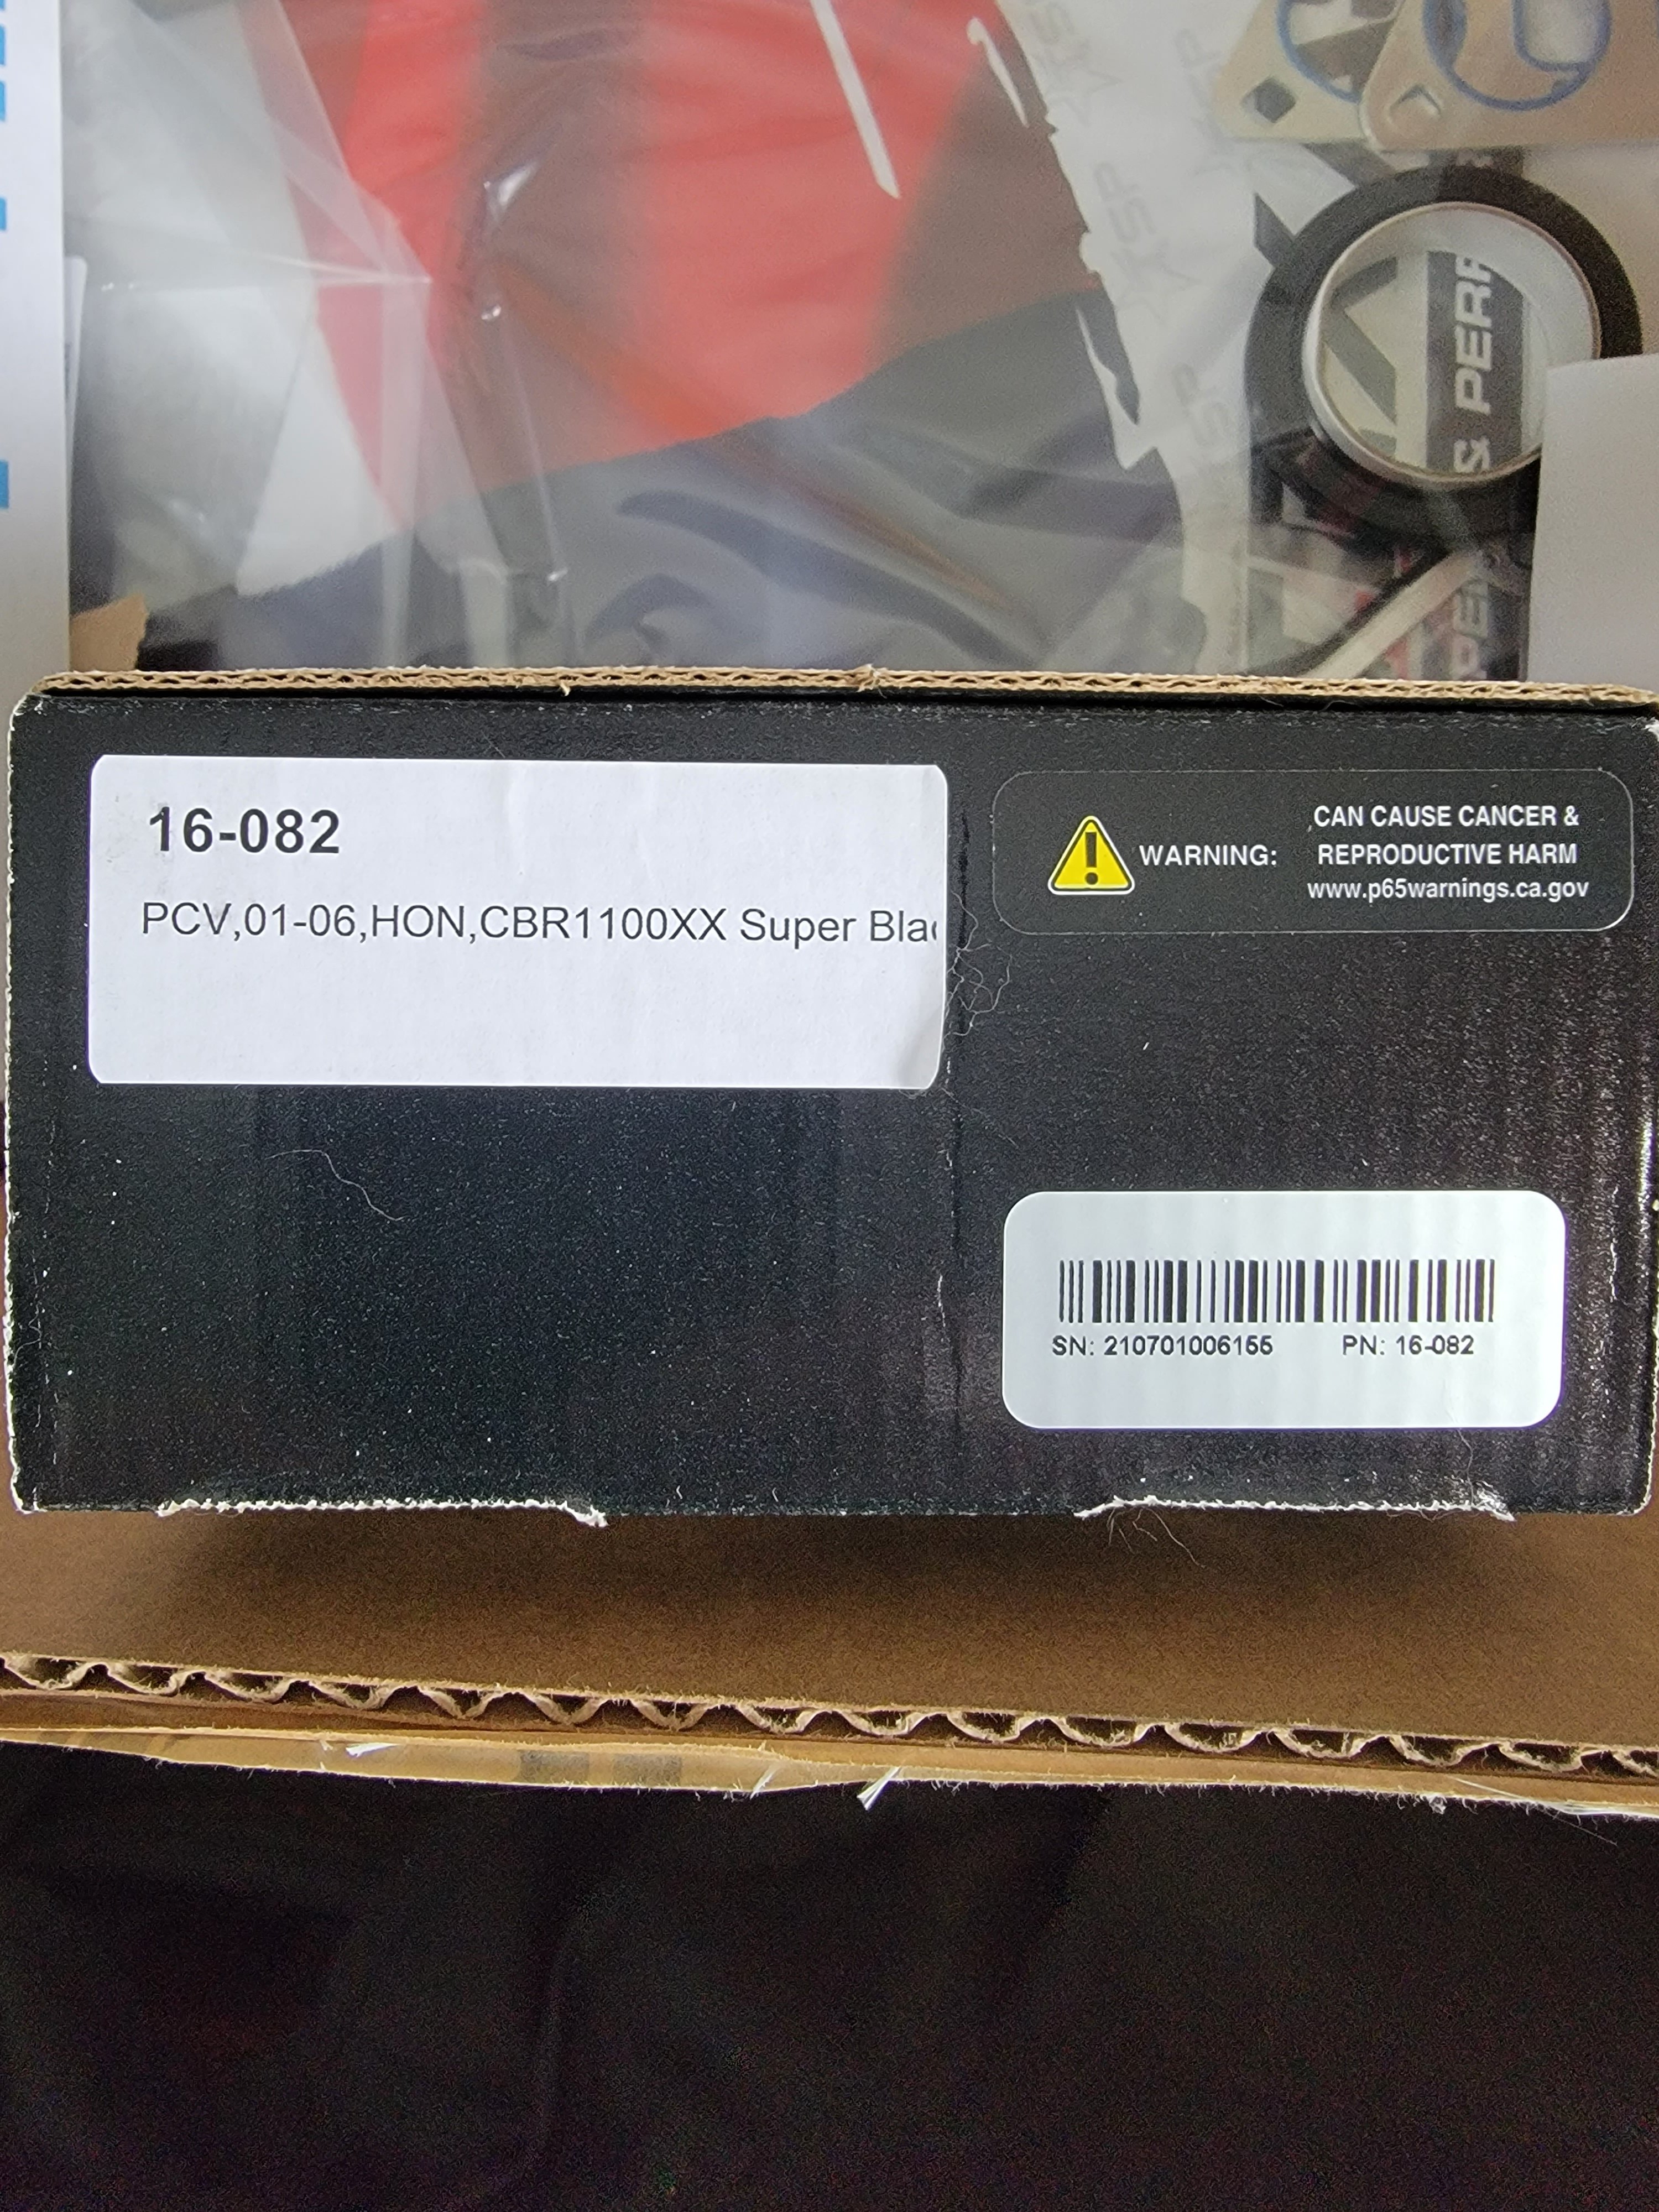 & PERF
16-082
PCV,01-06,HON,CBR1100XX Super Bla
WARNING:
CAN CAUSE CANCER &
REPRODUCTIVE HARM
www.p65warnings.ca.gov
SN: 210701006155
PN: 16-082